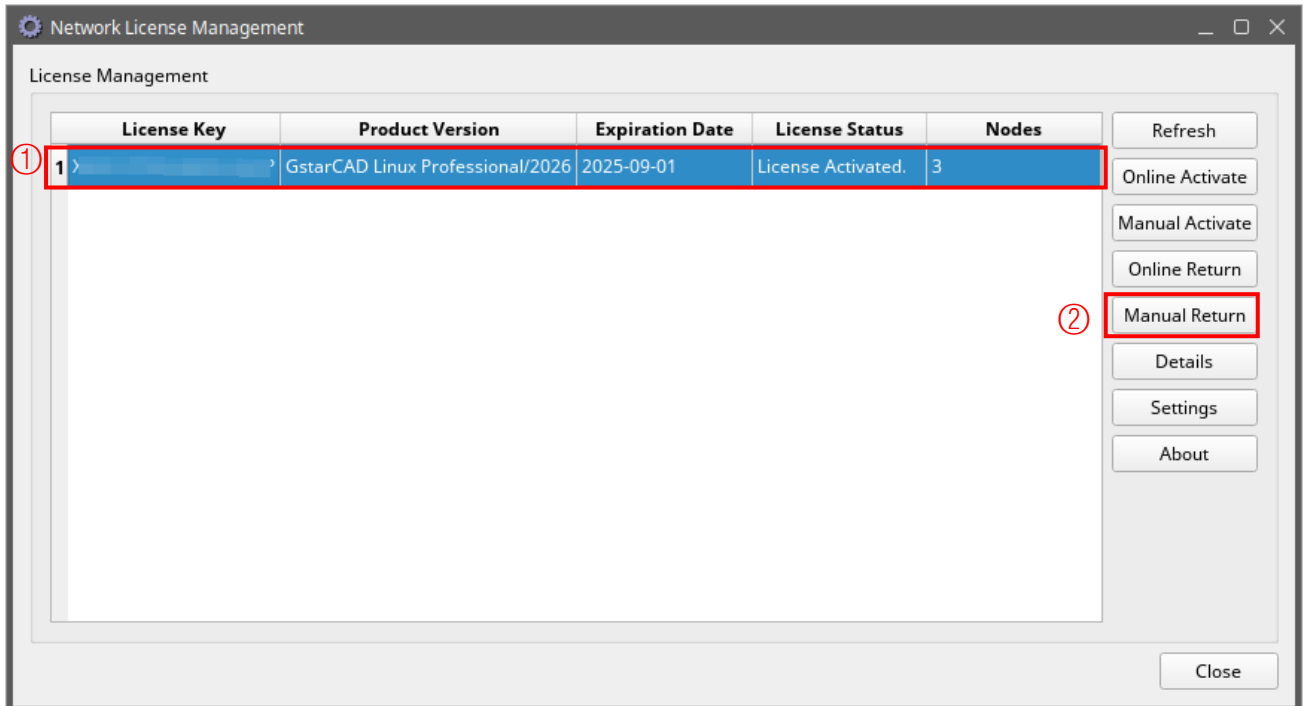 Network License Management
License Management
License Key Product Version Expiration Date License Status Nodes
① 1 GstarCAD Linux Professional/2026 2025-09-01 License Activated. 3
Refresh
Online Activate
Manual Activate
Online Return
② Manual Return
Details
Settings
About
Close